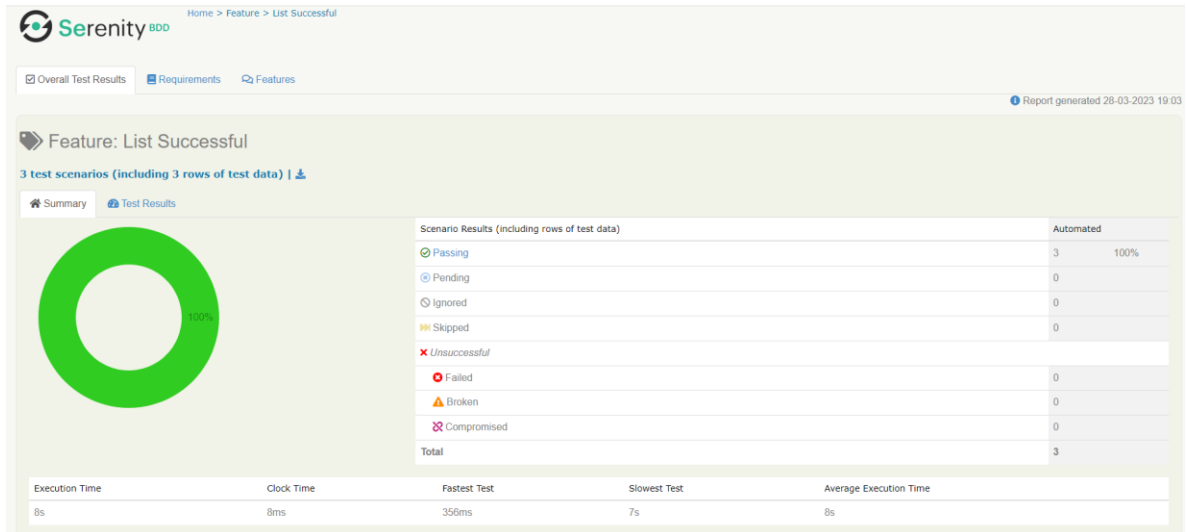 Home > Feature > List Successful
Serenity BDD
Overall Test Results Requirements Features
Report generated 28-03-2023 19:03
Feature: List Successful
3 test scenarios (including 3 rows of test data) |
Summary Test Results
Scenario Results (including rows of test data) Automated
Passing 3 100%
Pending 0
Ignored 0
Skipped 0
Unsuccessful
Failed 0
Broken 0
Compromised 0
Total 3
100%
Execution Time Clock Time Fastest Test Slowest Test Average Execution Time
8s 8ms 356ms 7s 8s